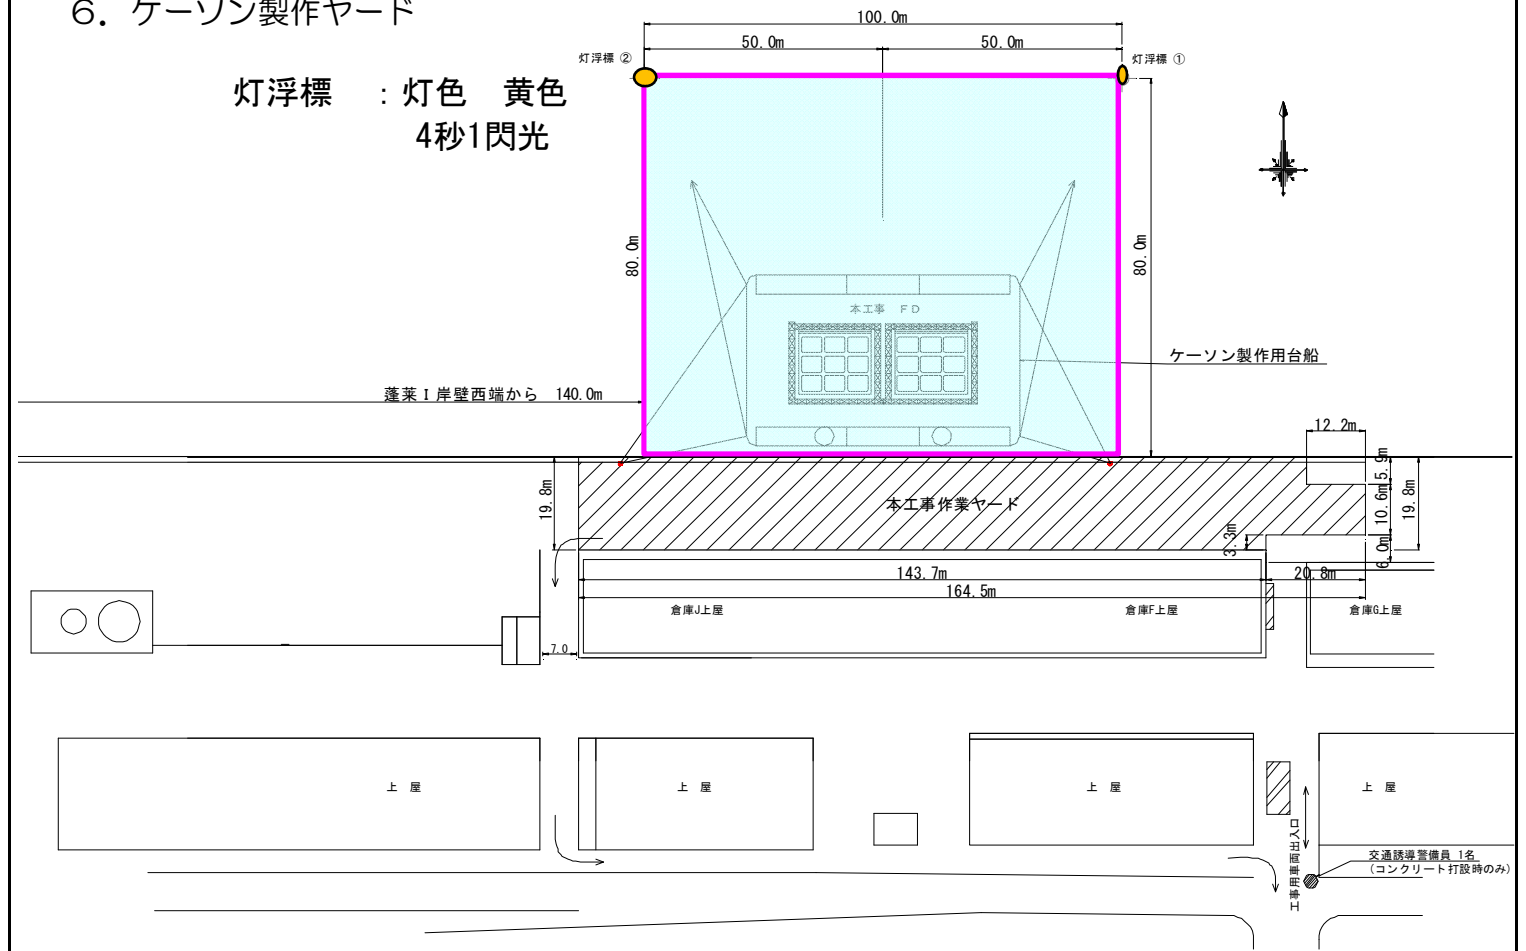 6．ケーソン製作ヤード
100.0m
50.0m
50.0m
灯浮標 ②
灯浮標 ①
灯浮標　：灯色　黄色
4秒1閃光
80.0m
80.0m
本工事　FD
ケーソン製作用台船
蓬莱Ｉ岸壁西端から　140.0m
12.2m
5.9m
19.8m
本工事作業ヤード
10.6m
19.8m
3.3m
6.0m
143.7m
20.8m
164.5m
倉庫J上屋
倉庫F上屋
倉庫G上屋
7.0
上　屋
上　屋
上　屋
上　屋
工事用車両出入口
交通誘導警備員 1名
(コンクリート打設時のみ)